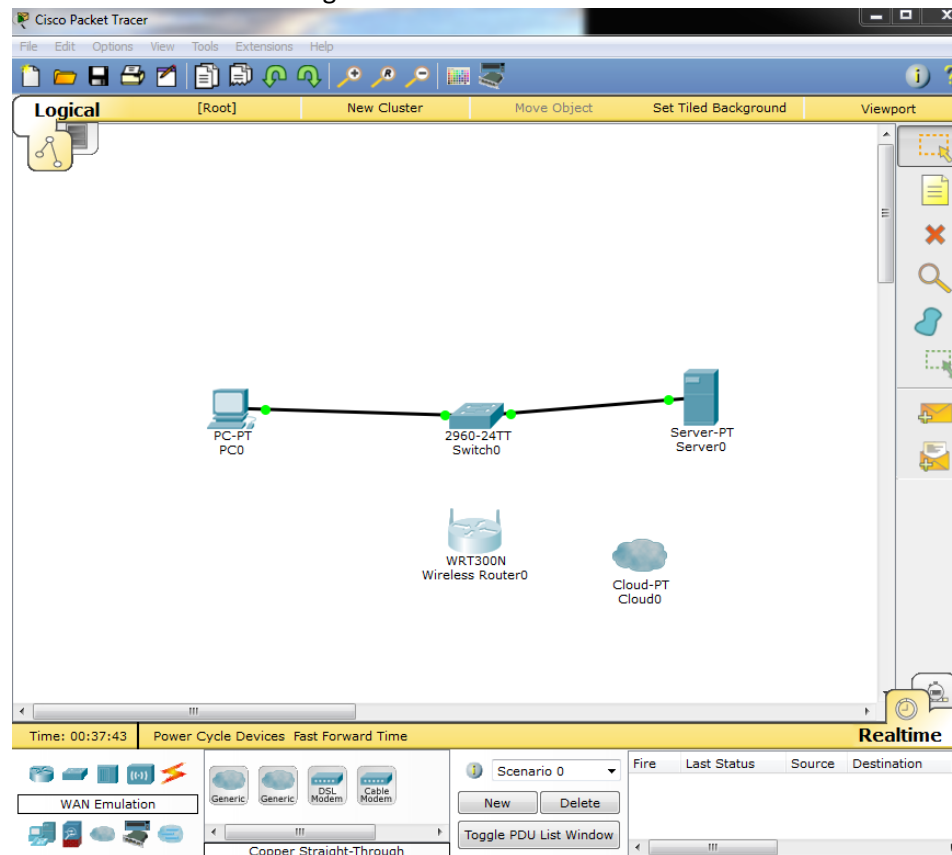 Cisco Packet Tracer
File Edit Options View Tools Extensions Help
Logical [Root] New Cluster Move Object Set Tiled Background Viewport
PC-PT
PC0
2960-24TT
Switch0
Server-PT
Server0
WRT300N
Wireless Router0
Cloud-PT
Cloud0
Time: 00:37:43 Power Cycle Devices Fast Forward Time Realtime
WAN Emulation
Generic Generic DSL Modem Cable Modem
Copper Straight-Through
Scenario 0
New Delete
Toggle PDU List Window
Fire Last Status Source Destination